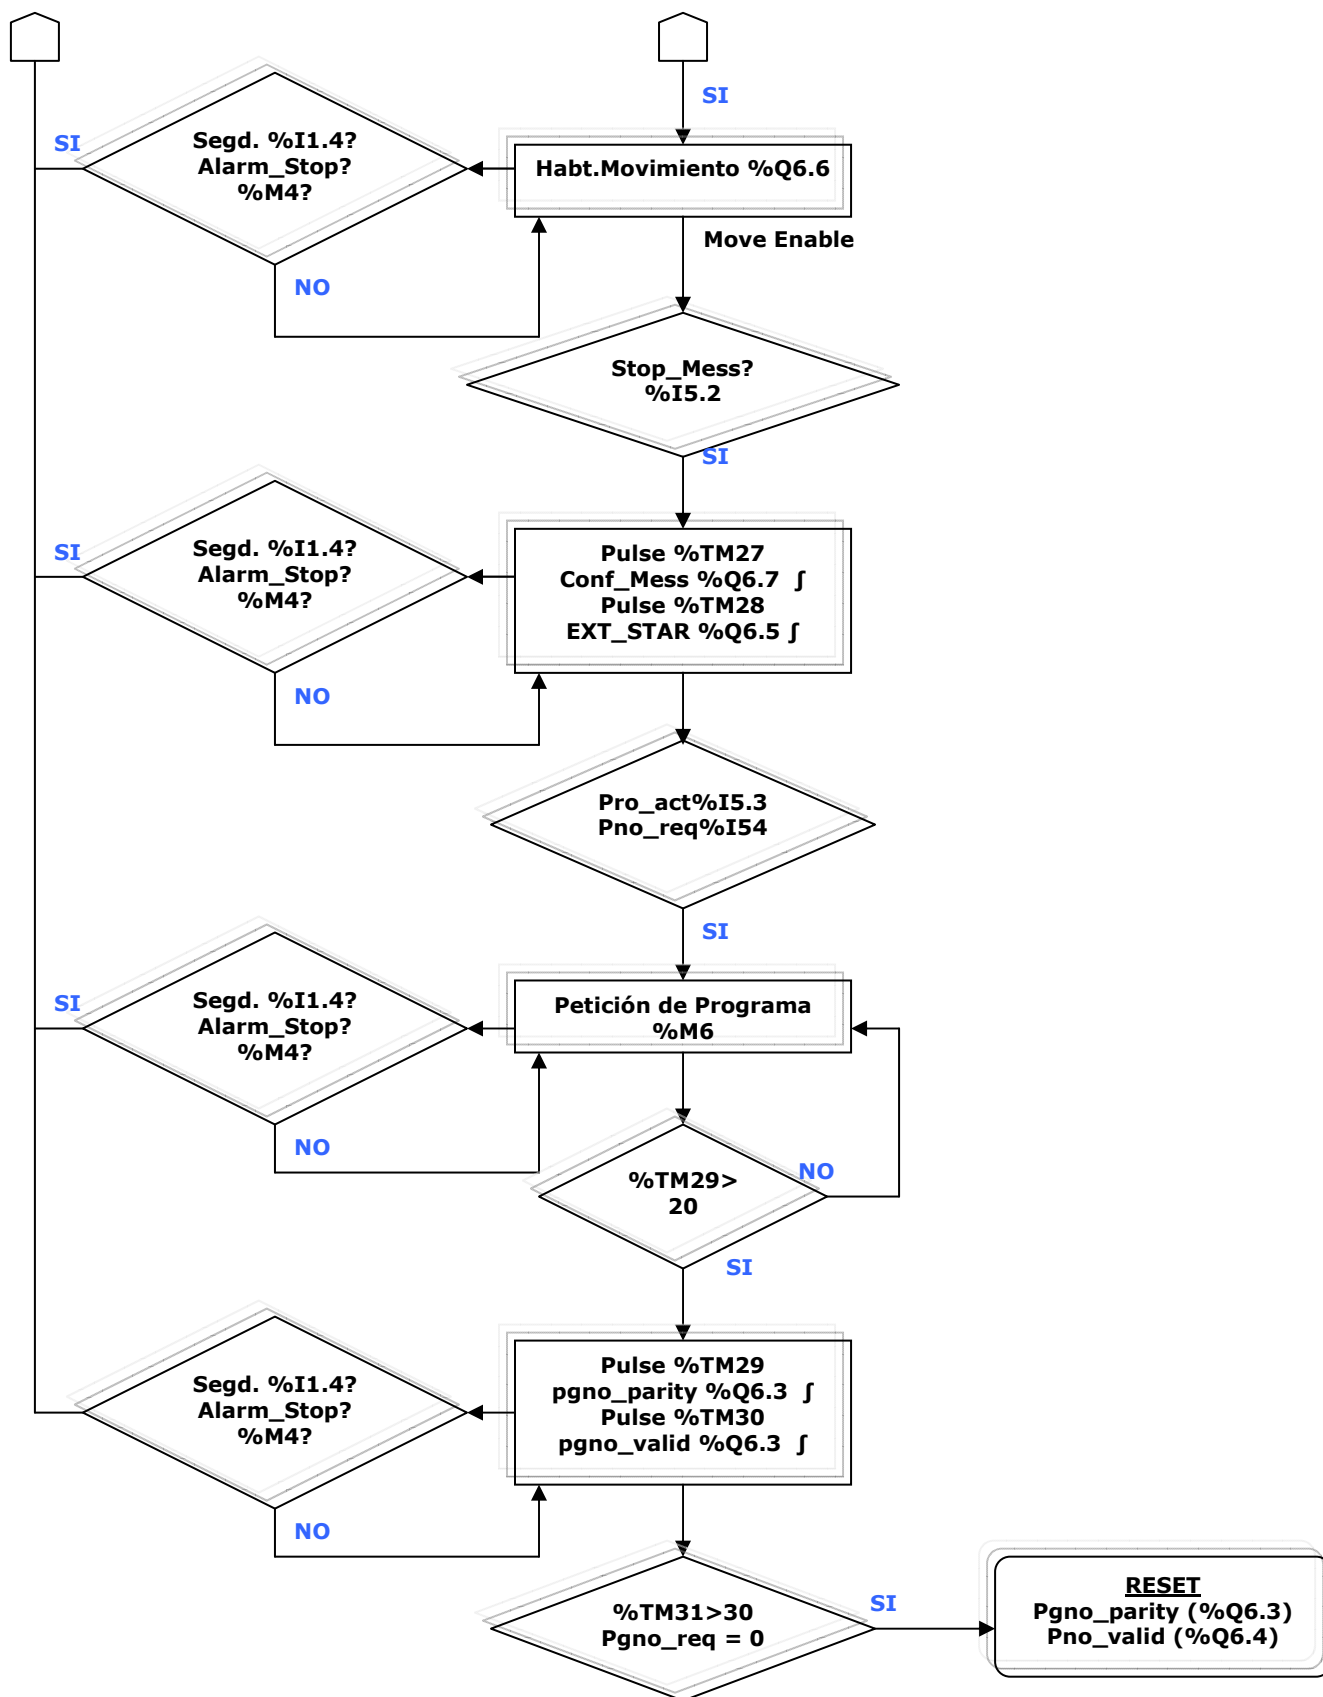 SI
SI
Segd. %I1.4?
Alarm_Stop?
%M4?
Habt.Movimiento %Q6.6
Move Enable
NO
Stop_Mess?
%I5.2
SI
SI
Segd. %I1.4?
Alarm_Stop?
%M4?
Pulse %TM27
Conf_Mess %Q6.7 ∫
Pulse %TM28
EXT_STAR %Q6.5 ∫
NO
Pro_act%I5.3
Pno_req%I54
SI
SI
Segd. %I1.4?
Alarm_Stop?
%M4?
Petición de Programa
%M6
NO
%TM29>
20
NO
SI
Segd. %I1.4?
Alarm_Stop?
%M4?
Pulse %TM29
pgno_parity %Q6.3 ∫
Pulse %TM30
pgno_valid %Q6.3 ∫
NO
%TM31>30
Pgno_req = 0
SI
RESET
Pgno_parity (%Q6.3)
Pno_valid (%Q6.4)